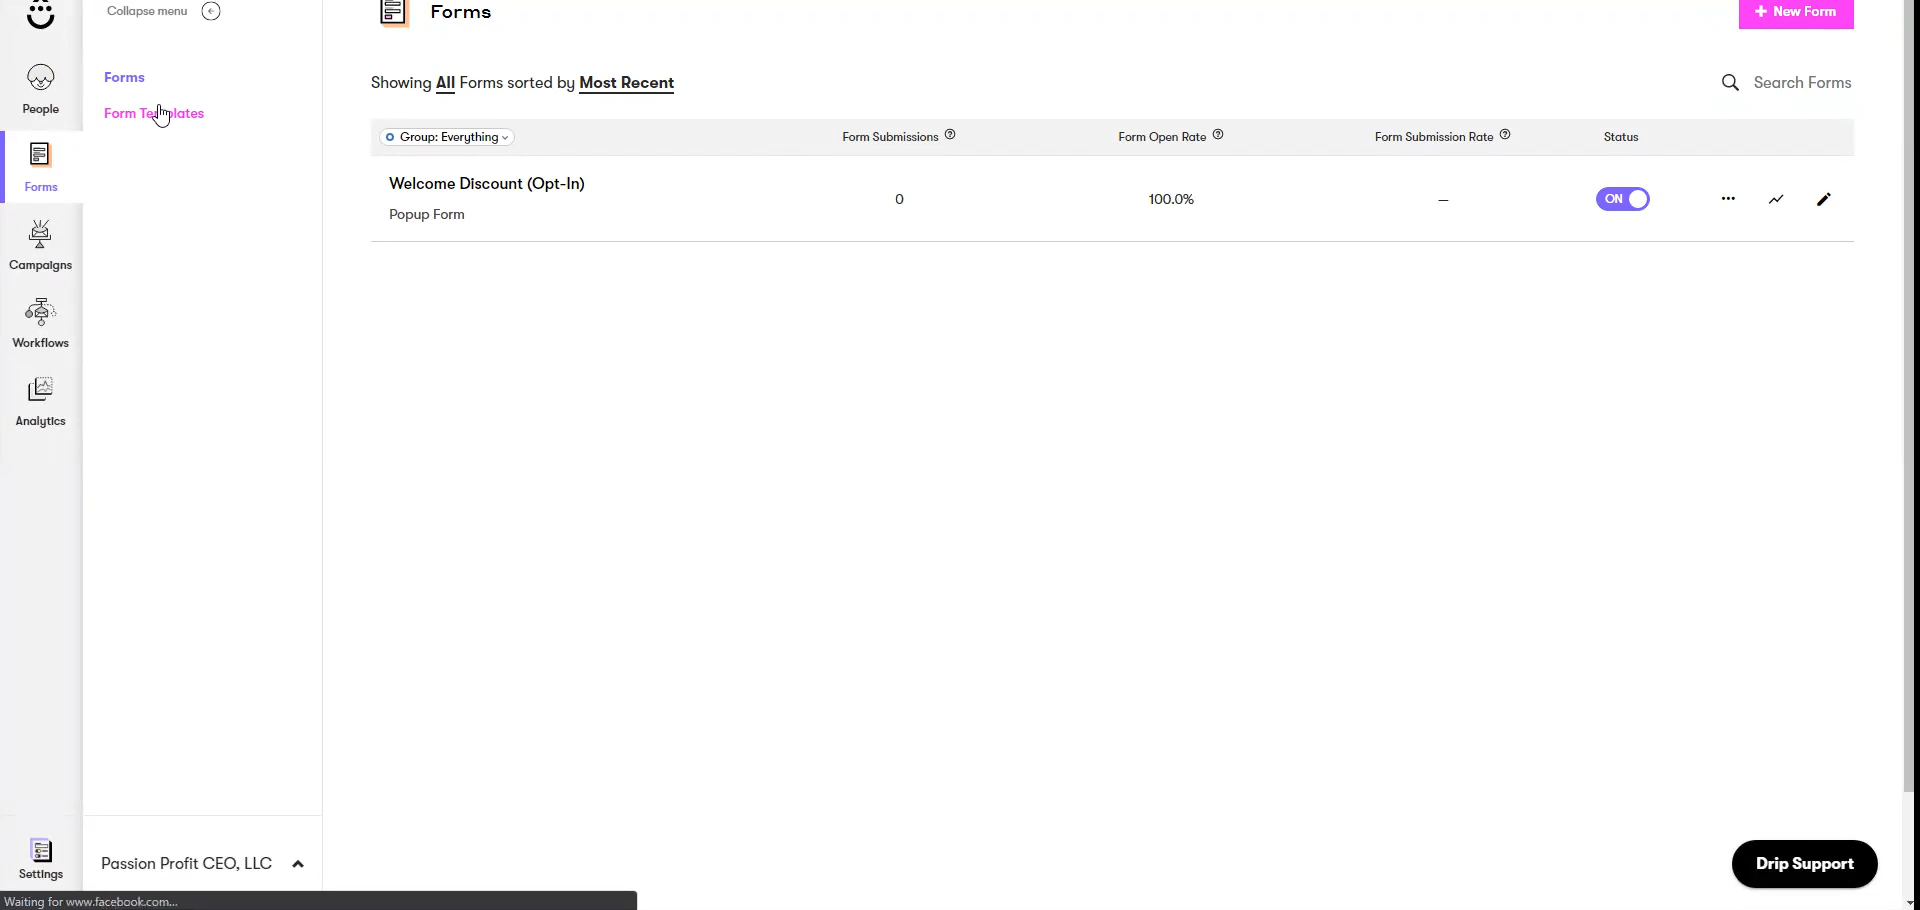 Collapse menu
Forms
+ New Form
People
Forms
Form Templates
Showing All Forms sorted by Most Recent
Search Forms
Group: Everything
Form Submissions
Form Open Rate
Form Submission Rate
Status
Forms
Welcome Discount (Opt-In)
Popup Form
0
100.0%
—
ON
Campaigns
Workflows
Analytics
Settings
Passion Profit CEO, LLC
Drip Support
Waiting for www.facebook.com...